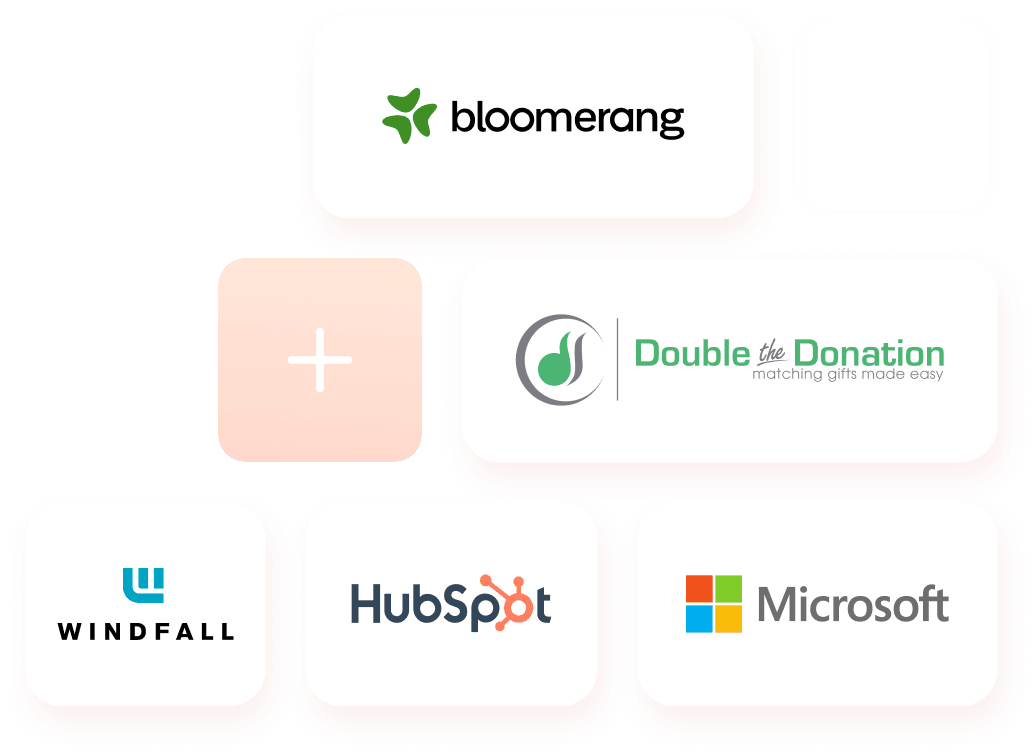 bloomerang
Double the Donation
matching gifts made easy
WINDFALL
HubSpot
Microsoft